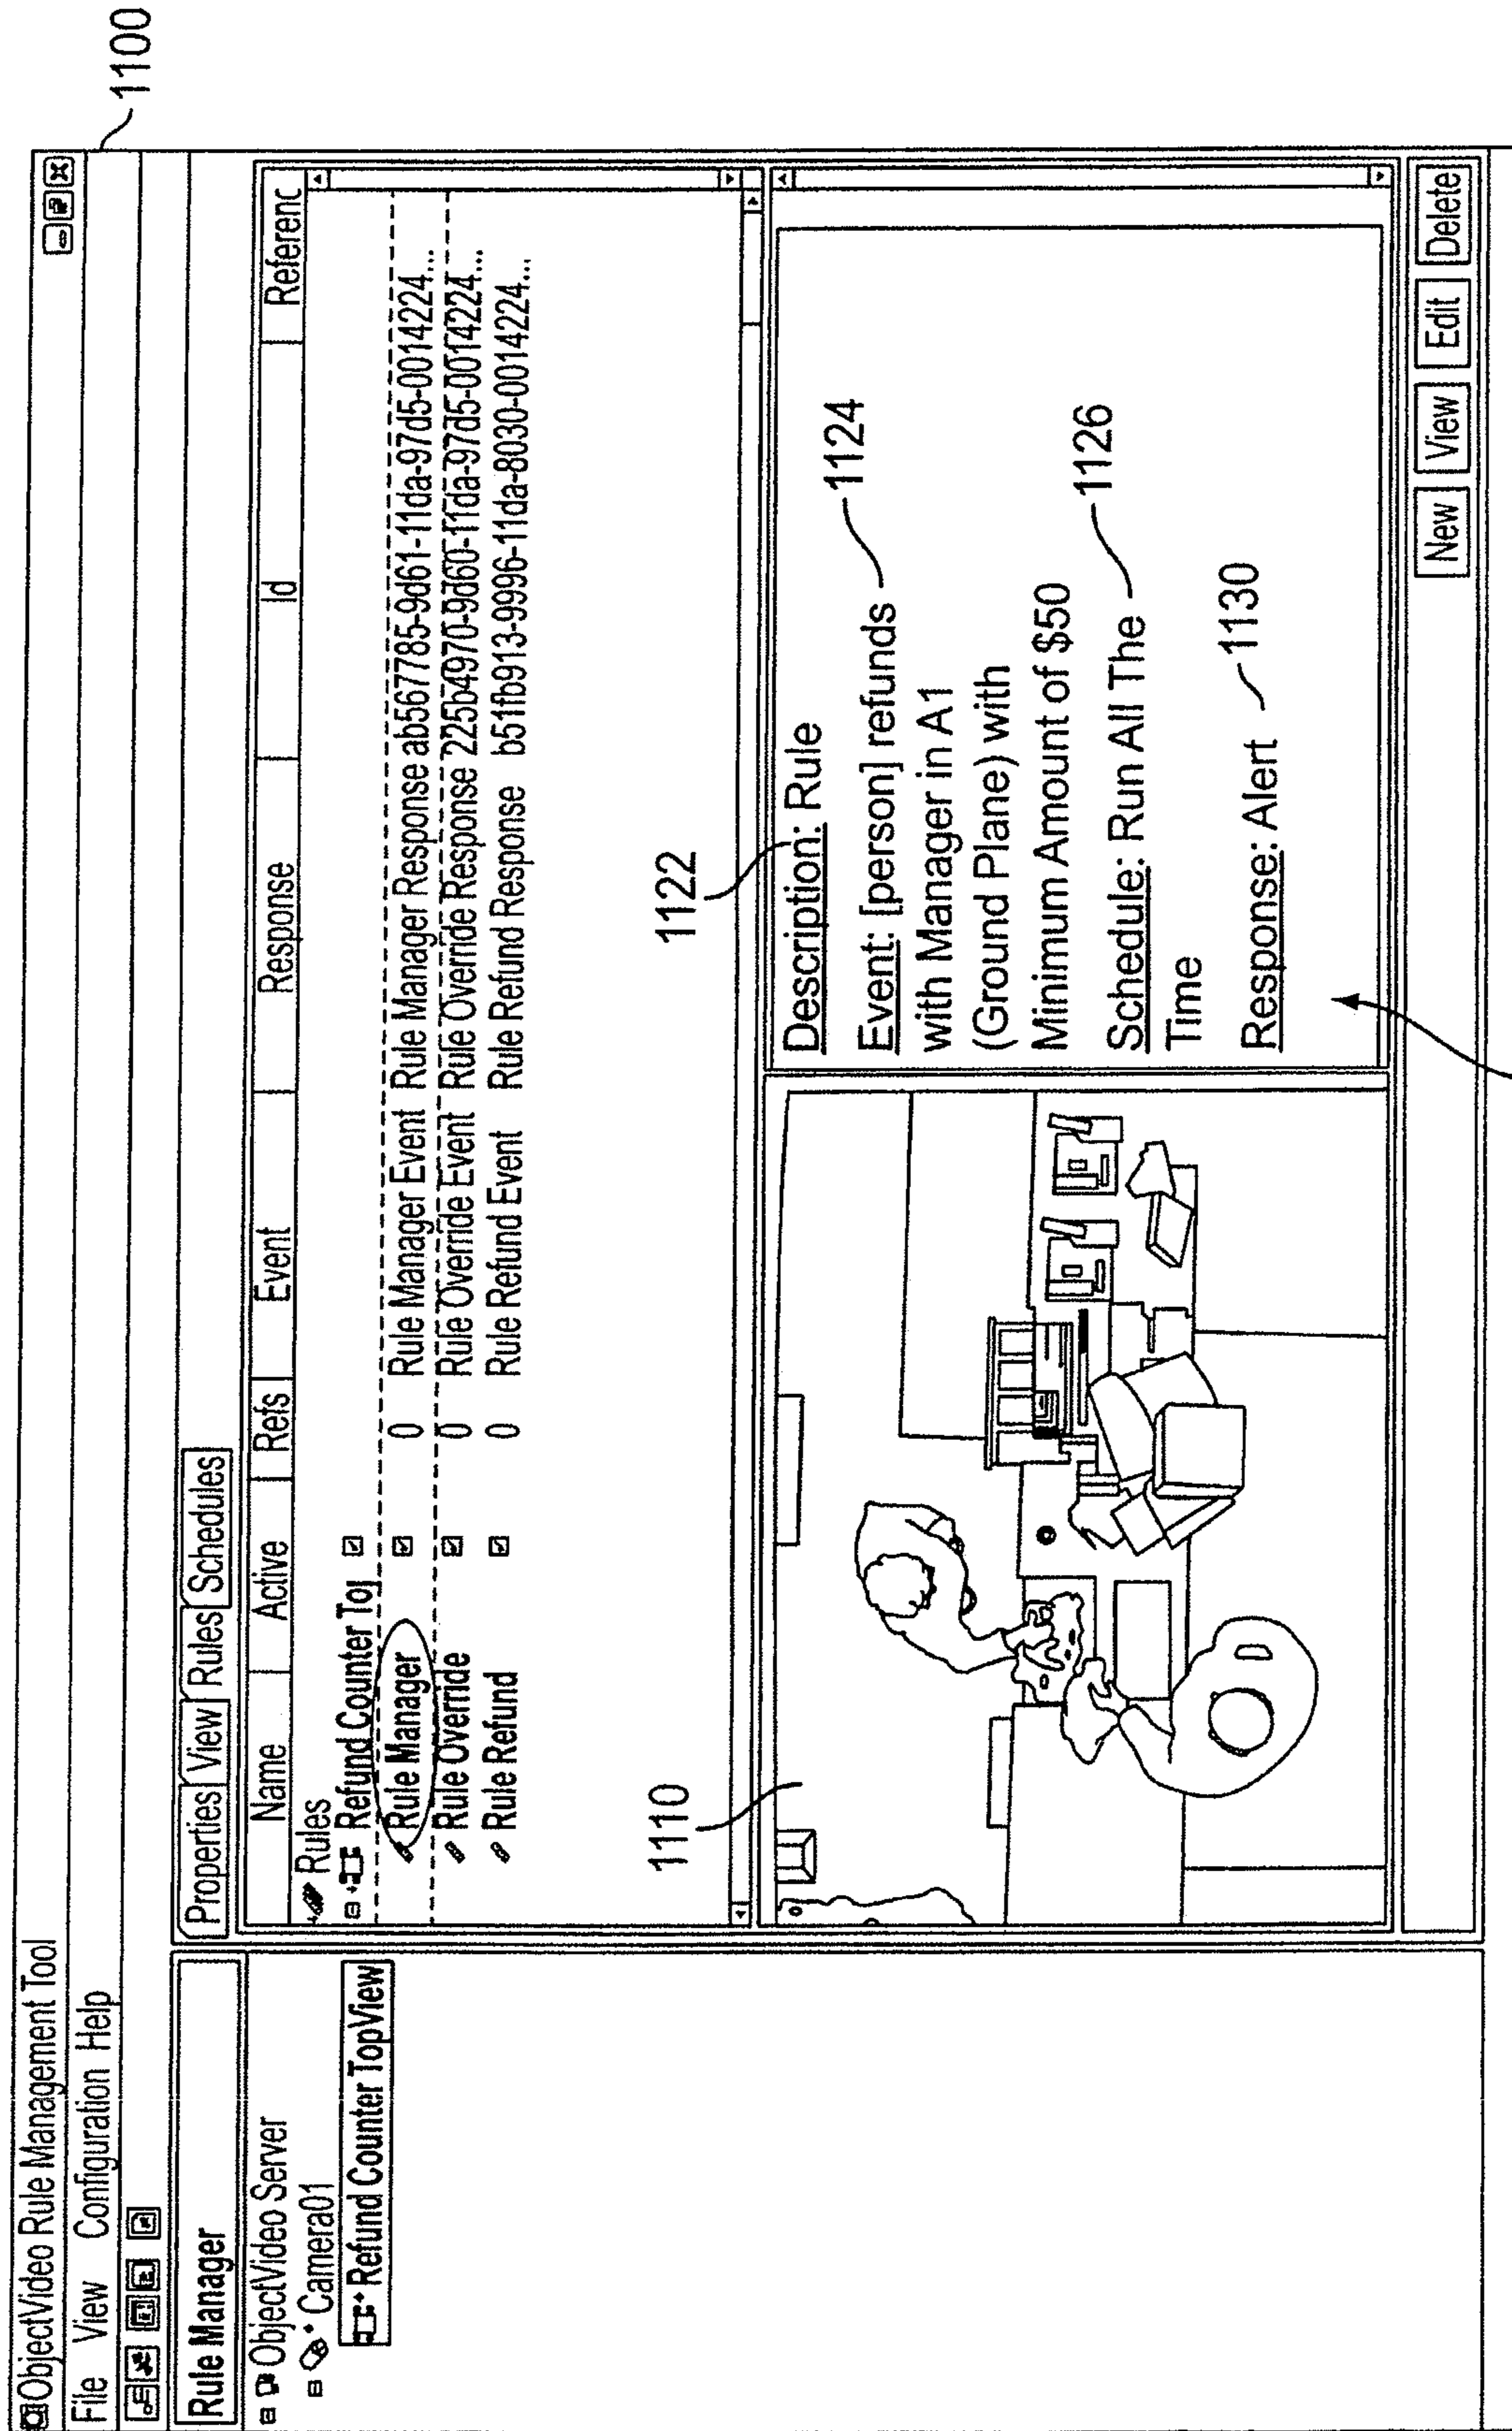 1100
ObjectVideo Rule Management Tool
File View Configuration Help
Rule Manager
ObjectVideo Server
Camera01
Refund Counter TopView
Properties View Rules Schedules
Name Active Refs Event Response Id Referenc
Rules
Refund Counter To
Rule Manager 0 Rule Manager Event Rule Manager Response ab567785-9d61-11da-97d5-0014224...
Rule Override 0 Rule Override Event Rule Override Response 225b4970-9d60-11da-97d5-0014224...
Rule Refund 0 Rule Refund Event Rule Refund Response b51fb913-9996-11da-8030-0014224...
1110
1122
Description: Rule
Event: [person] refunds 1124
with Manager in A1
(Ground Plane) with
Minimum Amount of $50
Schedule: Run All The 1126
Time
Response: Alert 1130
New View Edit Delete